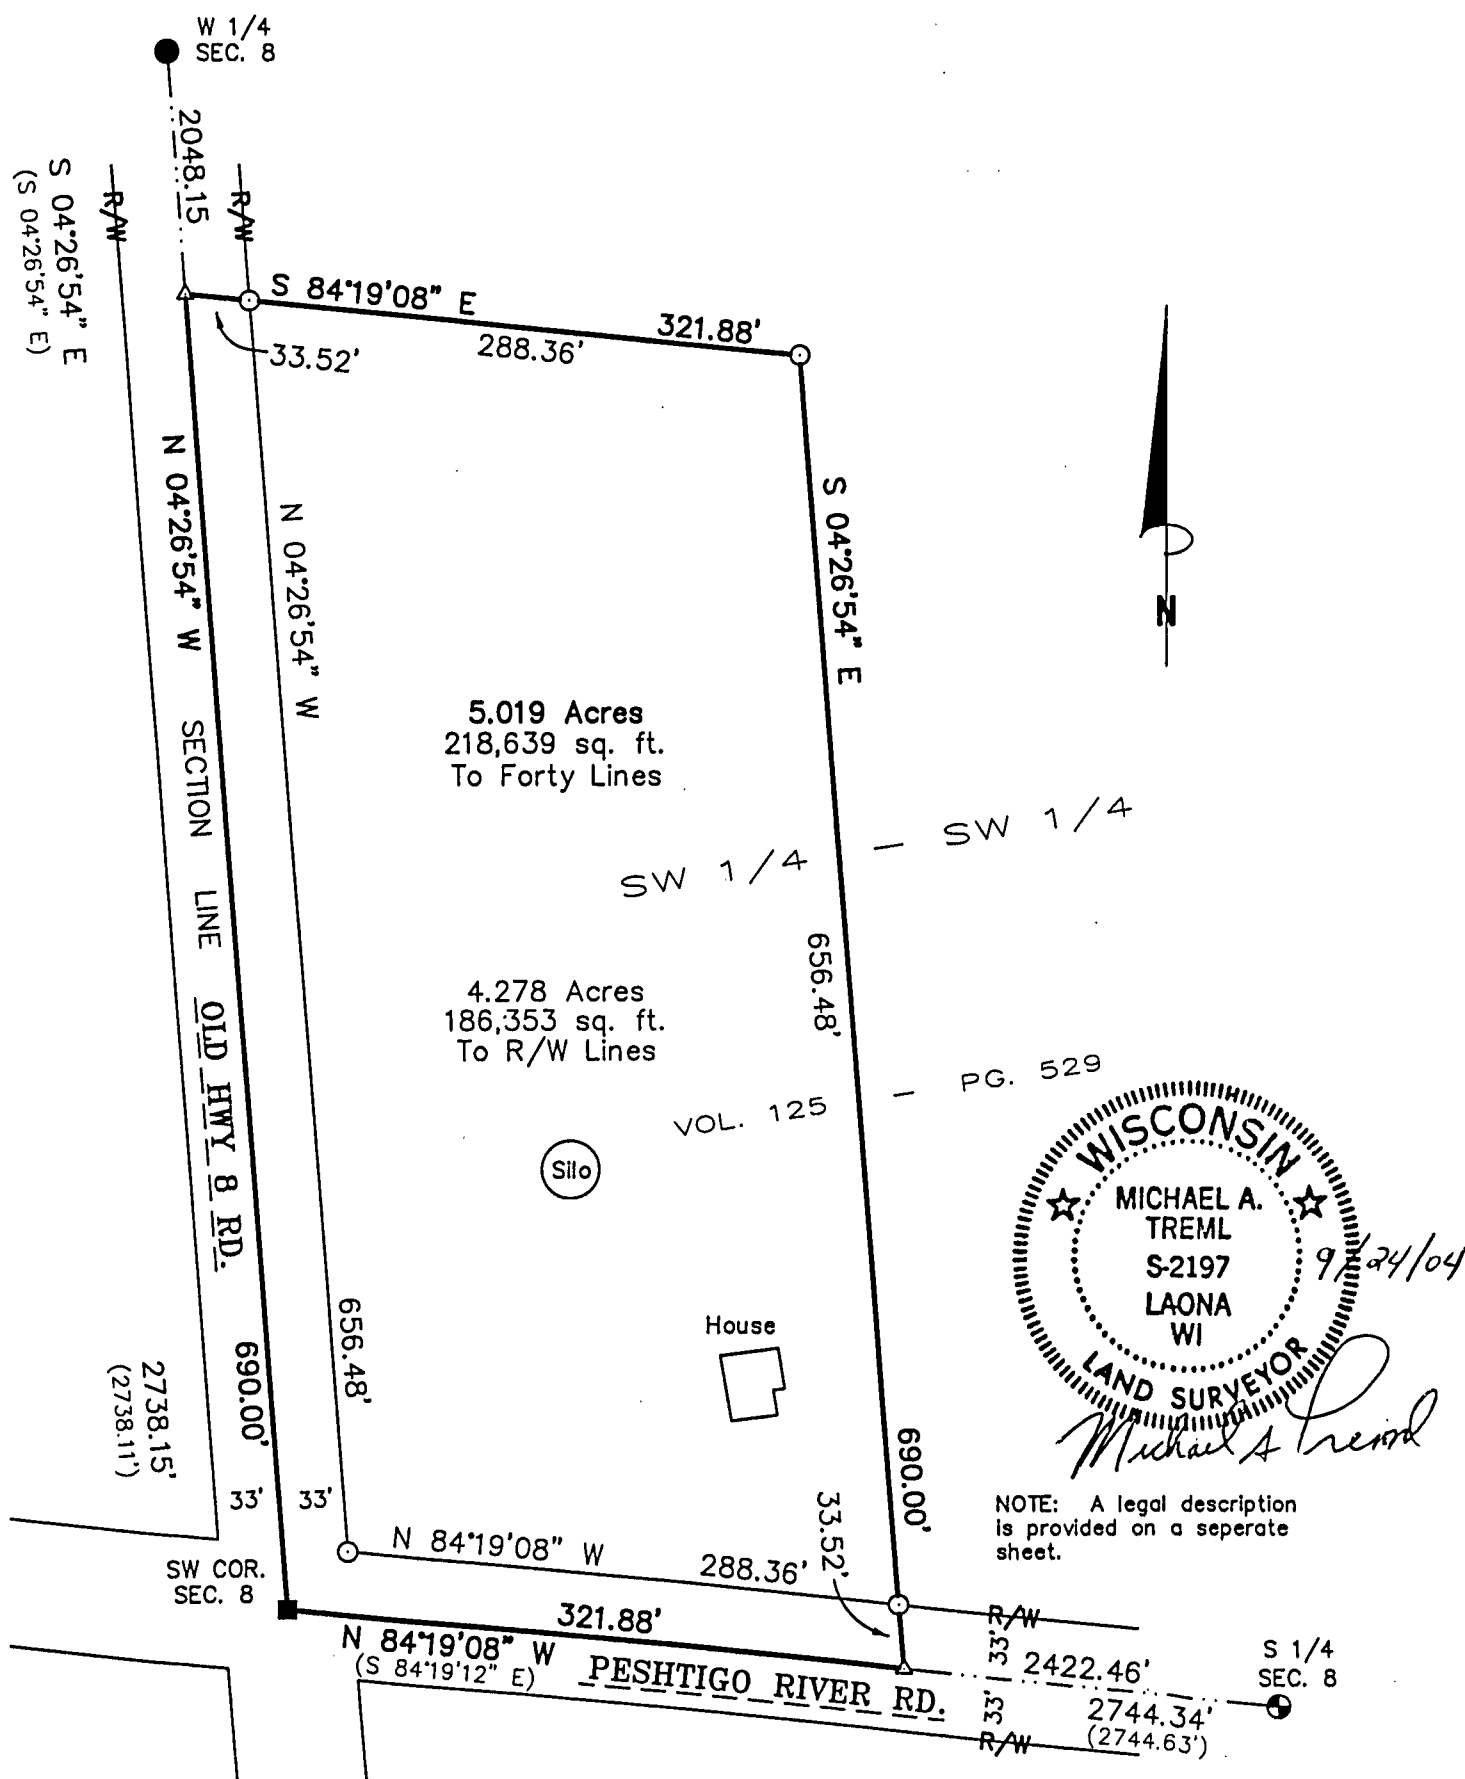 W 1/4
SEC. 8
2048.15
R/W
R/W
S 04°26'54" E
(S 04°26'54" E)
S 84°19'08" E
321.88'
33.52'
288.36'
N 04°26'54" W SECTION LINE OLD HWY 8 RD. 690.00'
N 04°26'54" W
656.48'
S 04°26'54" E
656.48'
690.00'
N
5.019 Acres
218,639 sq. ft.
To Forty Lines
SW 1/4 — SW 1/4
4.278 Acres
186,353 sq. ft.
To R/W Lines
VOL. 125 — PG. 529
Silo
House
WISCONSIN
MICHAEL A.
TREML
S-2197
LAONA
WI
LAND SURVEYOR
9/24/04
Michael A Treml
NOTE: A legal description
is provided on a seperate
sheet.
2738.15'
(2738.11')
33' 33'
SW COR.
SEC. 8
N 84°19'08" W
288.36'
33.52'
321.88'
N 84°19'08" W
(S 84°19'12" E)
PESHTIGO RIVER RD.
R/W
33'
33'
R/W
2422.46'
2744.34'
(2744.63')
S 1/4
SEC. 8